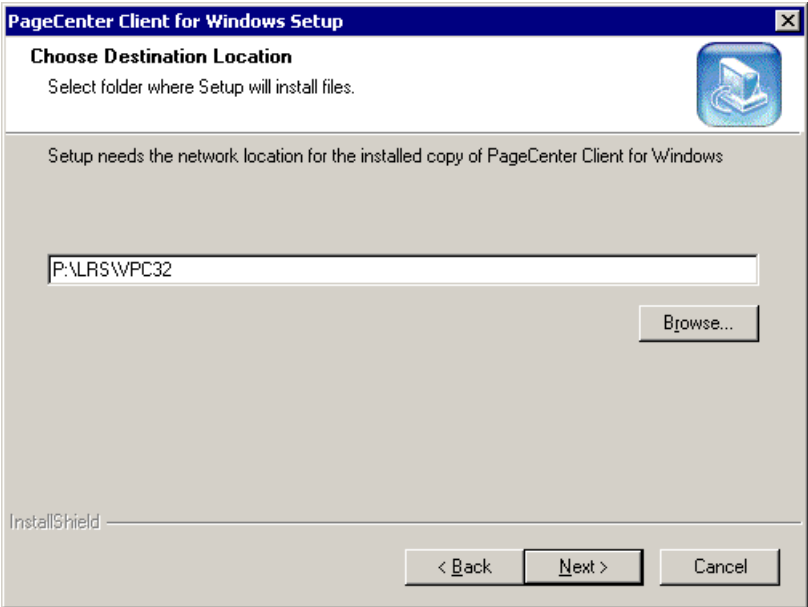 PageCenter Client for Windows Setup
Choose Destination Location
Select folder where Setup will install files.
Setup needs the network location for the installed copy of PageCenter Client for Windows
P:\LRS\VPC32
Browse...
InstallShield
< Back Next > Cancel